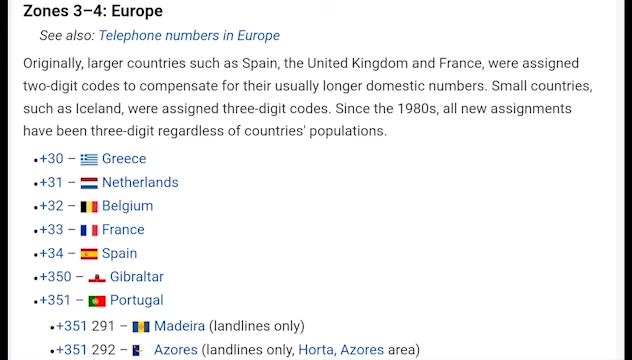 Zones 3–4: Europe
See also: Telephone numbers in Europe
Originally, larger countries such as Spain, the United Kingdom and France, were assigned
two-digit codes to compensate for their usually longer domestic numbers. Small countries,
such as Iceland, were assigned three-digit codes. Since the 1980s, all new assignments
have been three-digit regardless of countries' populations.
•+30 – Greece
•+31 – Netherlands
•+32 – Belgium
•+33 – France
•+34 – Spain
•+350 – Gibraltar
•+351 – Portugal
•+351 291 – Madeira (landlines only)
•+351 292 – Azores (landlines only, Horta, Azores area)